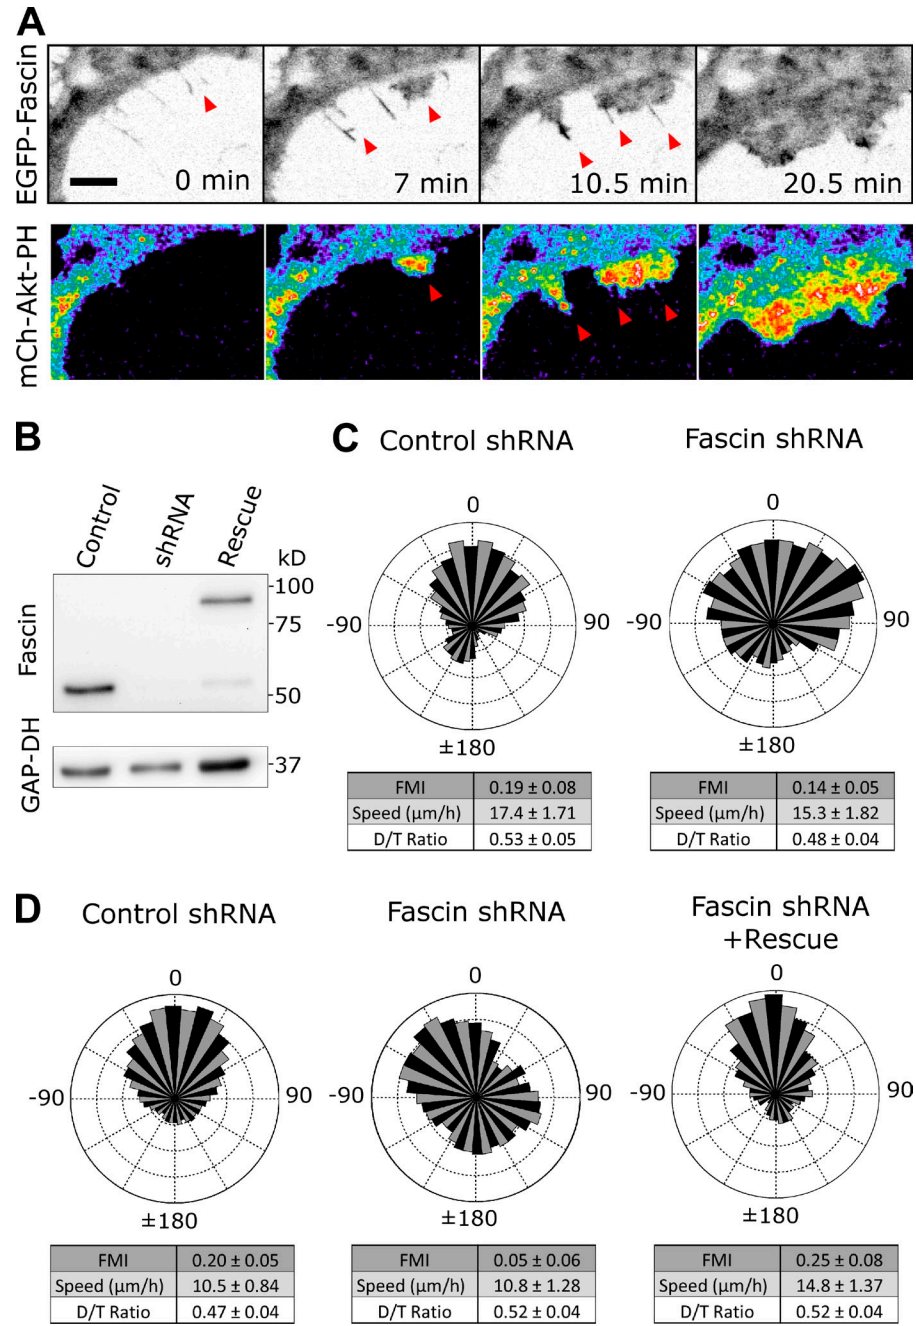 A
EGFP-Fascin
0 min
7 min
10.5 min
20.5 min
mCh-Akt-PH
B
Control
shRNA
Rescue
kD
Fascin
100
75
50
GAP-DH
37
C
Control shRNA
Fascin shRNA
0
0
-90
90
-90
90
±180
±180
FMI 0.19 ± 0.08
Speed (µm/h) 17.4 ± 1.71
D/T Ratio 0.53 ± 0.05
FMI 0.14 ± 0.05
Speed (µm/h) 15.3 ± 1.82
D/T Ratio 0.48 ± 0.04
D
Control shRNA
Fascin shRNA
Fascin shRNA
+Rescue
0
0
0
-90
90
-90
90
-90
90
±180
±180
±180
FMI 0.20 ± 0.05
Speed (µm/h) 10.5 ± 0.84
D/T Ratio 0.47 ± 0.04
FMI 0.05 ± 0.06
Speed (µm/h) 10.8 ± 1.28
D/T Ratio 0.52 ± 0.04
FMI 0.25 ± 0.08
Speed (µm/h) 14.8 ± 1.37
D/T Ratio 0.52 ± 0.04